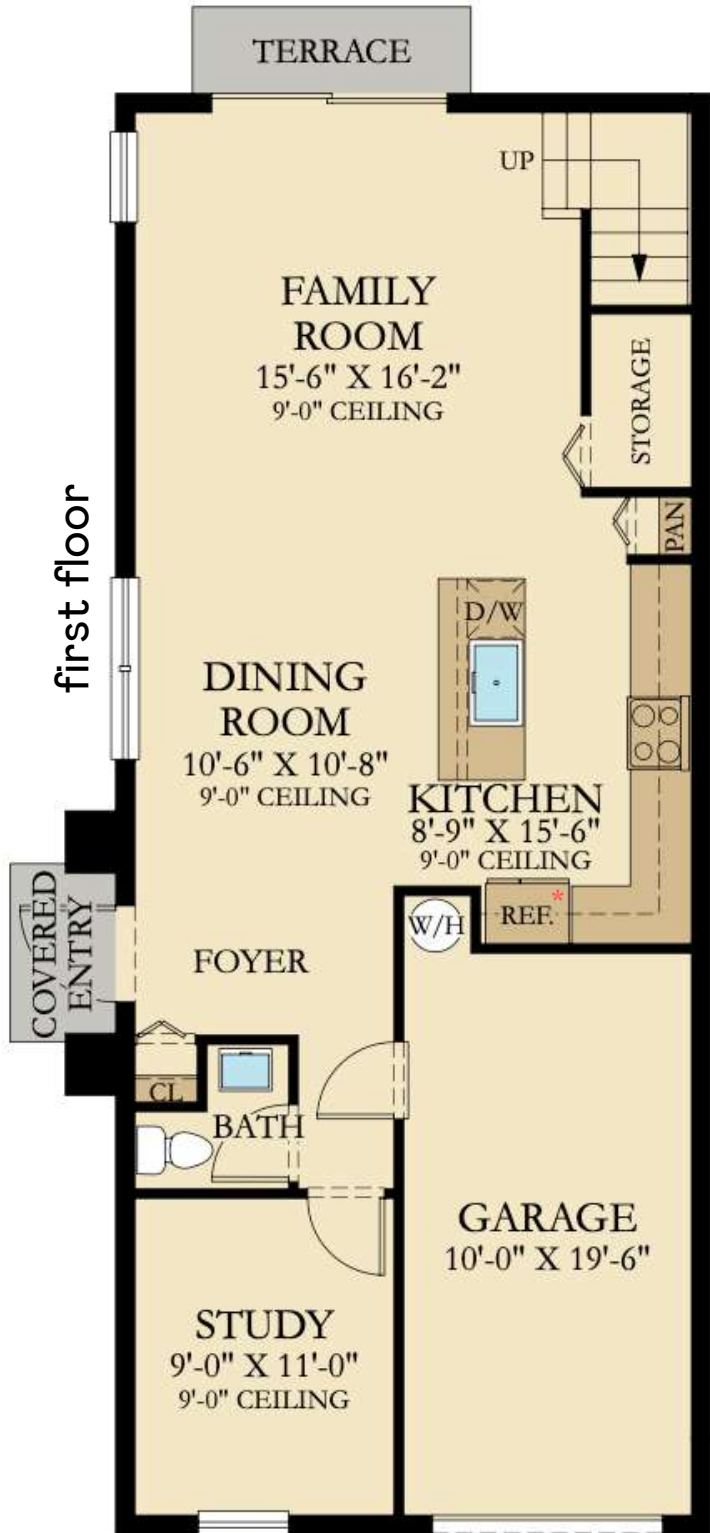 TERRACE
UP
FAMILY
ROOM
15'-6" X 16'-2"
9'-0" CEILING
STORAGE
PAN
first floor
D/W
DINING
ROOM
10'-6" X 10'-8"
9'-0" CEILING
KITCHEN
8'-9" X 15'-6"
9'-0" CEILING
REF.*
W/H
COVERED
ENTRY
FOYER
CL
BATH
GARAGE
10'-0" X 19'-6"
STUDY
9'-0" X 11'-0"
9'-0" CEILING